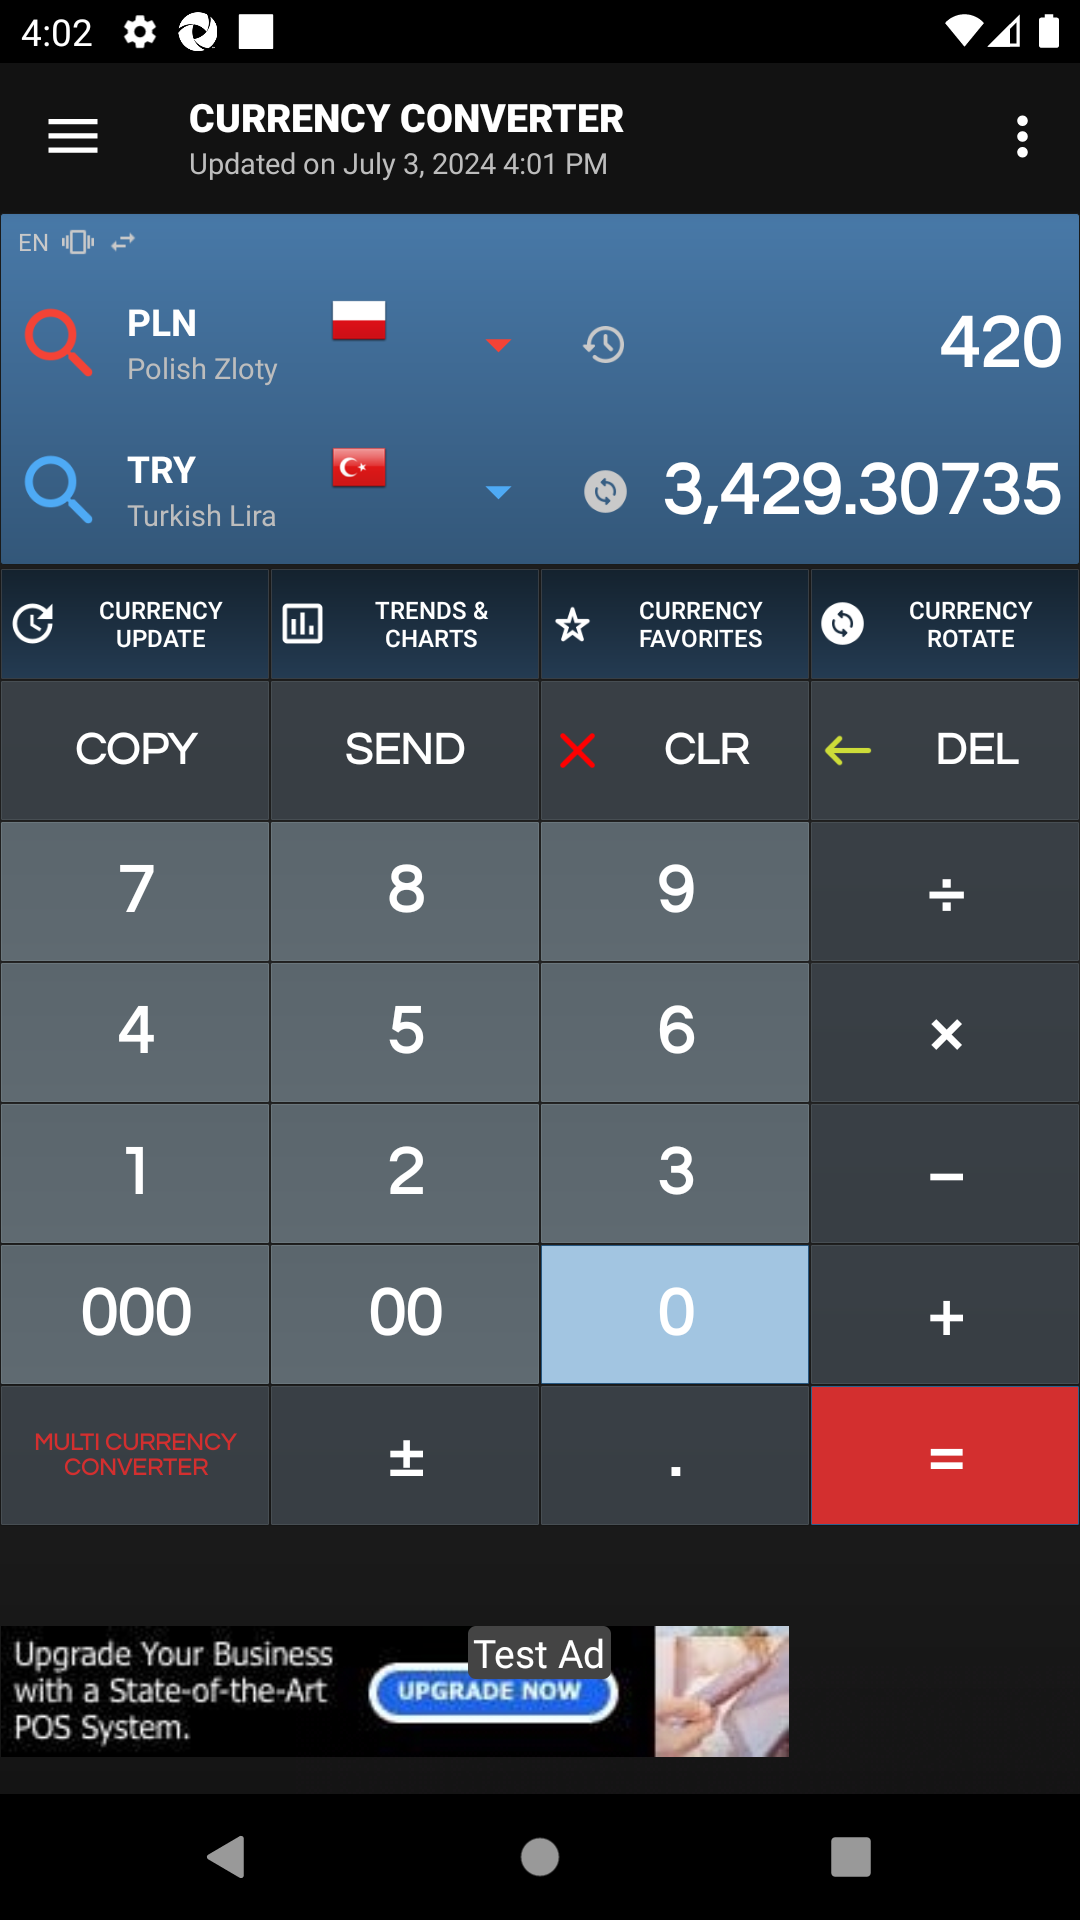 4:02
CURRENCY CONVERTER
Updated on July 3, 2024 4:01 PM
EN
PLN
Polish Zloty
420
TRY
Turkish Lira
3,429.30735
CURRENCY UPDATE
TRENDS & CHARTS
CURRENCY FAVORITES
CURRENCY ROTATE
COPY
SEND
CLR
DEL
7
8
9
÷
4
5
6
×
1
2
3
−
000
00
0
+
MULTI CURRENCY
CONVERTER
±
.
=
Upgrade Your Business
with a State-of-the-Art
POS System.
UPGRADE NOW
Test Ad